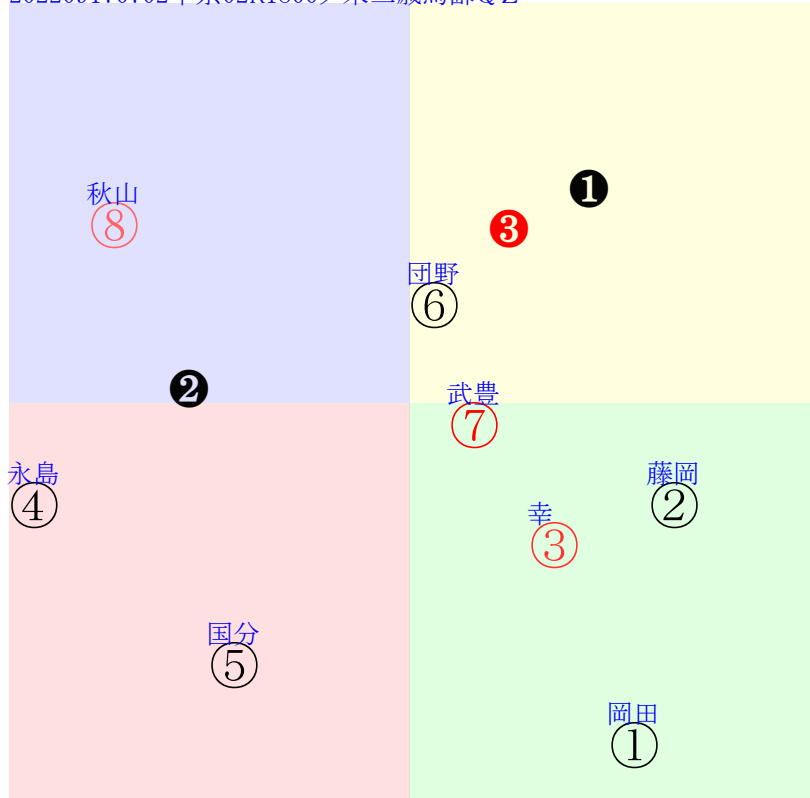 秋山
⑧
❶
❸
団野
⑥
❷
武豊
⑦
永島
④
藤岡
②
幸
③
国分
⑤
岡田
①